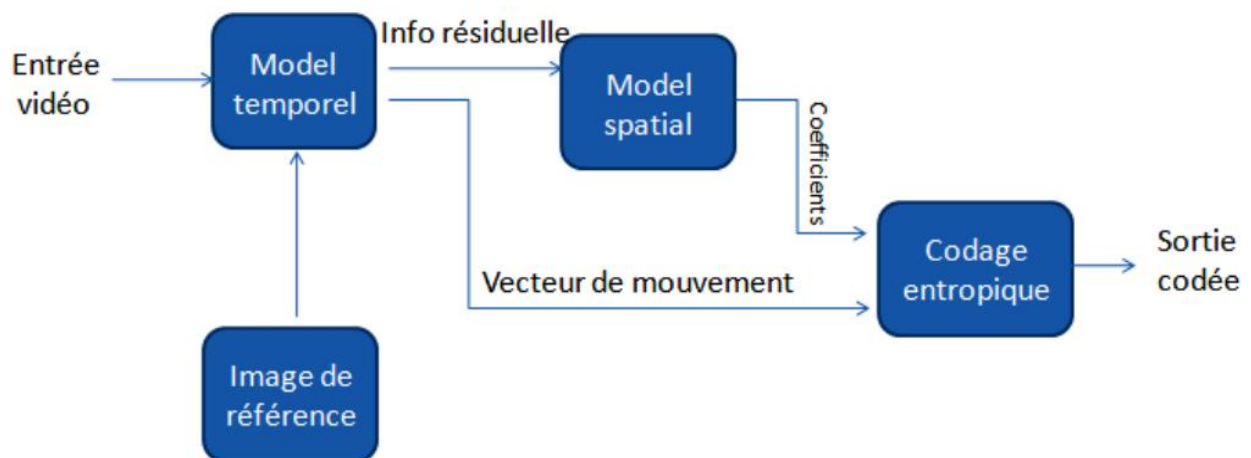 Info résiduelle
Entrée
vidéo
Model
temporel
Model
spatial
Coefficients
Codage
entropique
Sortie
codée
Vecteur de mouvement
Image de
référence